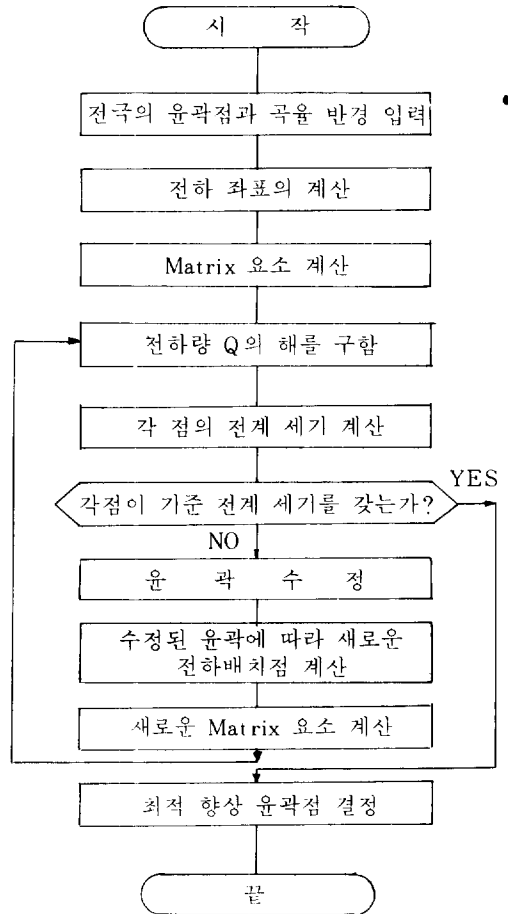 시 작
전극의 윤곽점과 곡율 반경 입력
전하 좌표의 계산
Matrix 요소 계산
전하량 Q의 해를 구함
각 점의 전계 세기 계산
각점이 기준 전계 세기를 갖는가?
YES
NO
윤 곽 수 정
수정된 윤곽에 따라 새로운
전하배치점 계산
새로운 Matrix 요소 계산
최적 향상 윤곽점 결정
끝